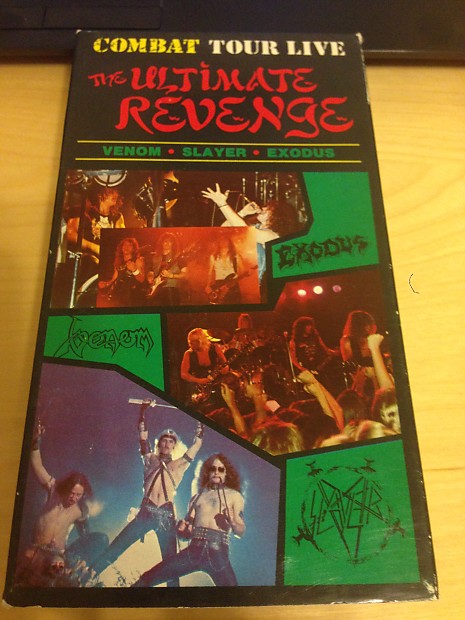 COMBAT TOUR LIVE
THE ULTIMATE
REVENGE
VENOM • SLAYER • EXODUS
EXODUS
VENOM
SLAYER